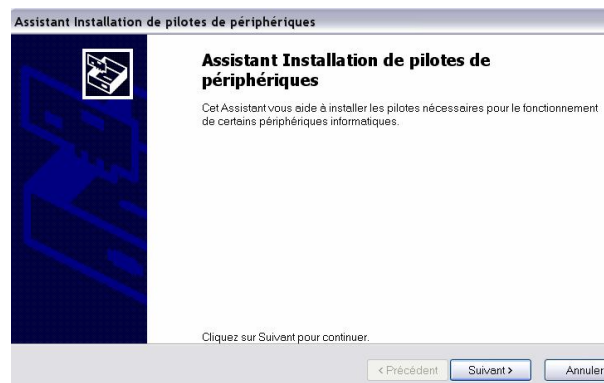 Assistant Installation de pilotes de périphériques
Assistant Installation de pilotes de
périphériques
Cet Assistant vous aide à installer les pilotes nécessaires pour le fonctionnement
de certains périphériques informatiques.
Cliquez sur Suivant pour continuer.
< Précédent Suivant > Annuler